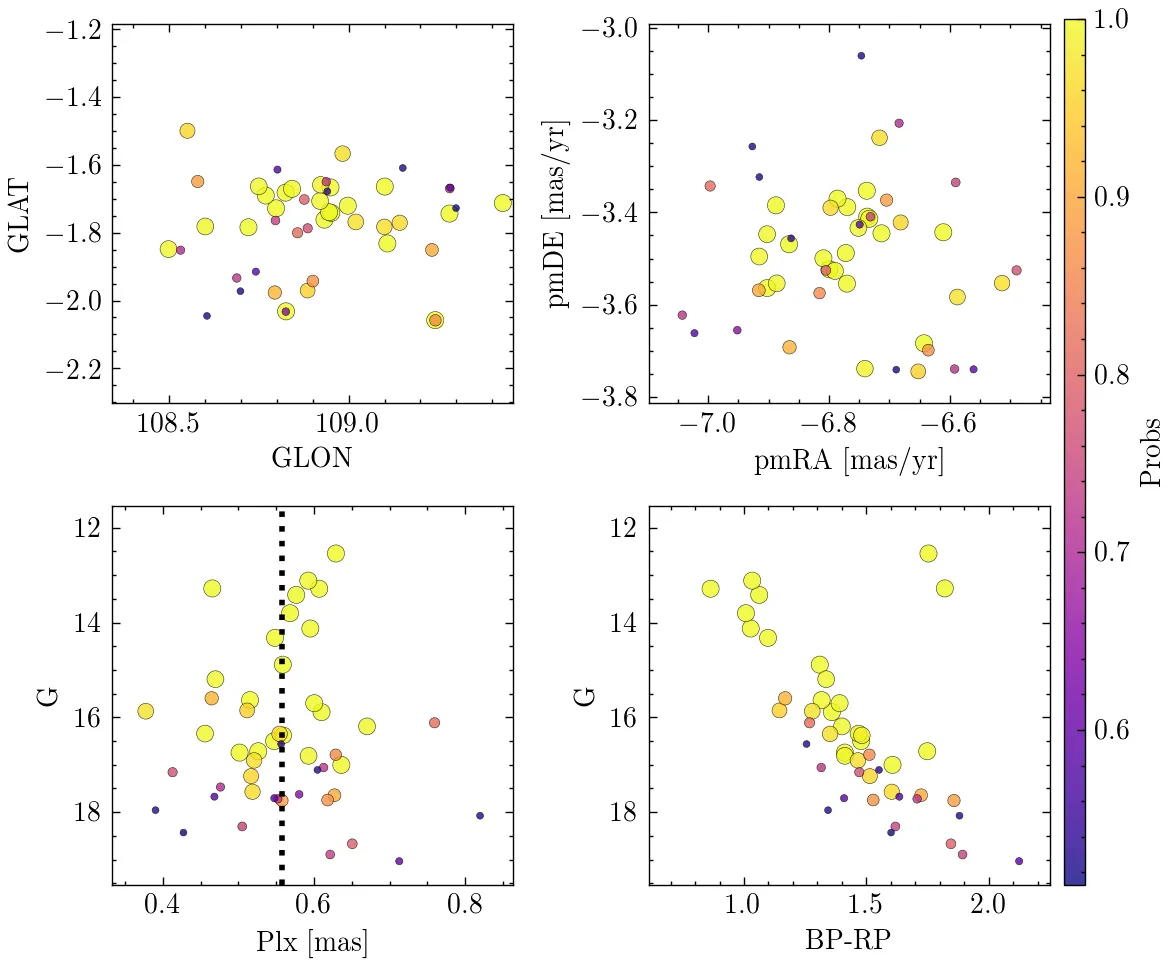 −1.2
−1.4
−1.6
−1.8
−2.0
−2.2
GLAT
108.5 109.0
GLON
−3.0
−3.2
−3.4
−3.6
−3.8
pmDE [mas/yr]
−7.0 −6.8 −6.6
pmRA [mas/yr]
12
14
16
18
G
0.4 0.6 0.8
Plx [mas]
12
14
16
18
G
1.0 1.5 2.0
BP-RP
1.0
0.9
0.8
0.7
0.6
Probs